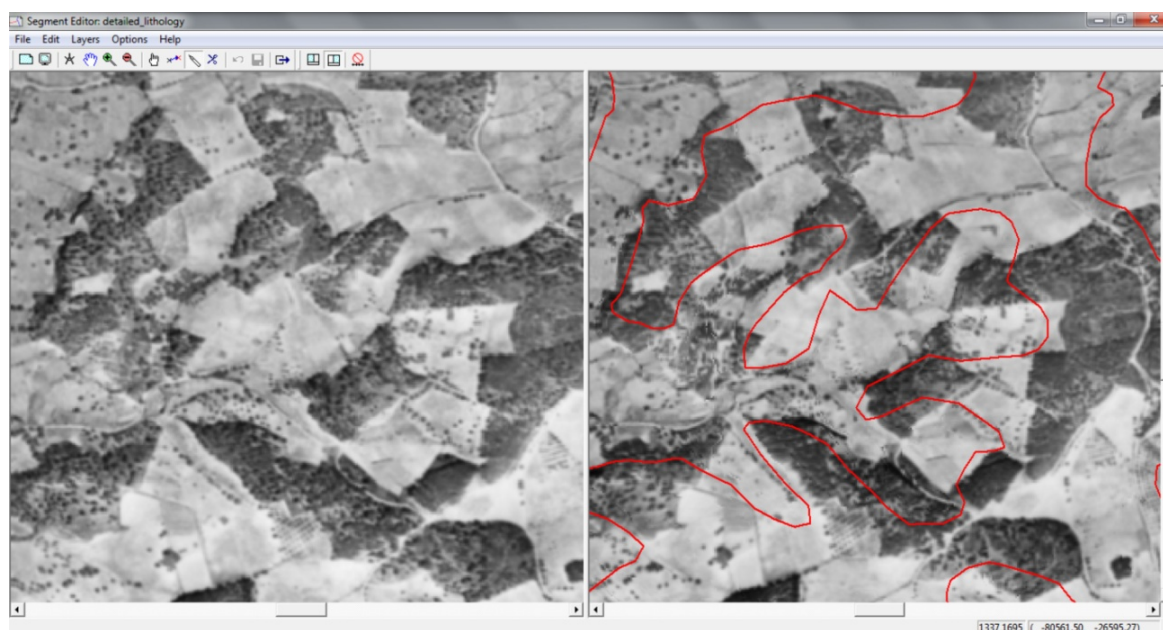 Segment Editor: detailed_lithology
File Edit Layers Options Help
1337,1695 ( -80561.50, -26595.27)